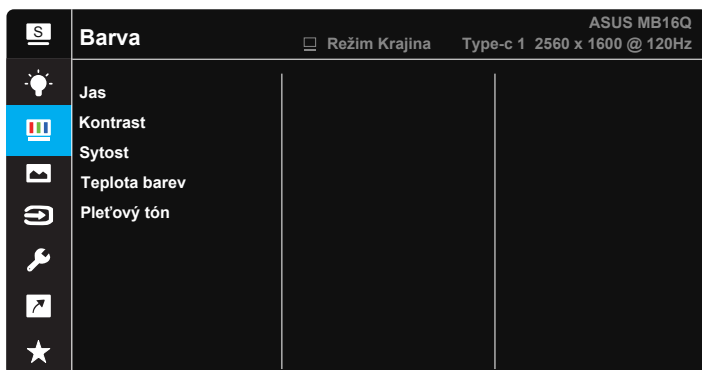 S
Barva
ASUS MB16Q
Režim Krajina Type-c 1 2560 x 1600 @ 120Hz
Jas
Kontrast
Sytost
Teplota barev
Pleťový tón